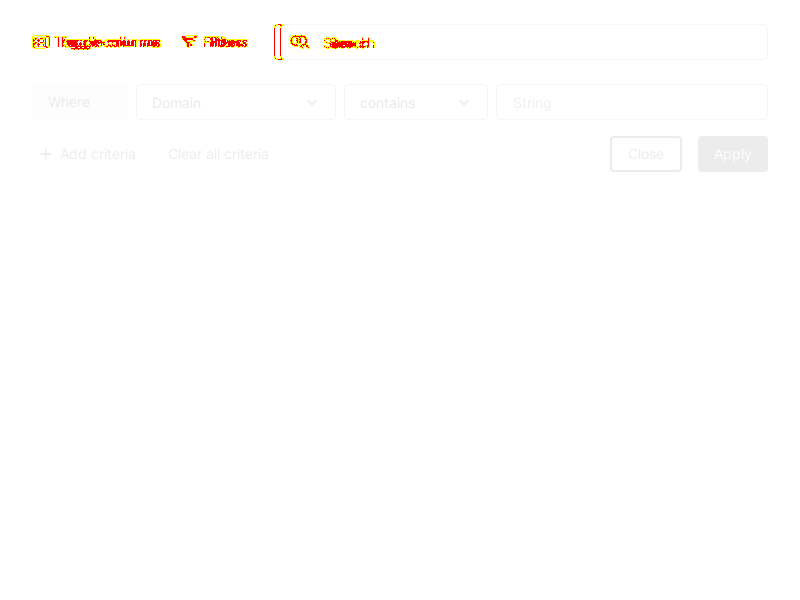 Toggle columns Filters Search
Where Domain contains String
Add criteria Clear all criteria Close Apply